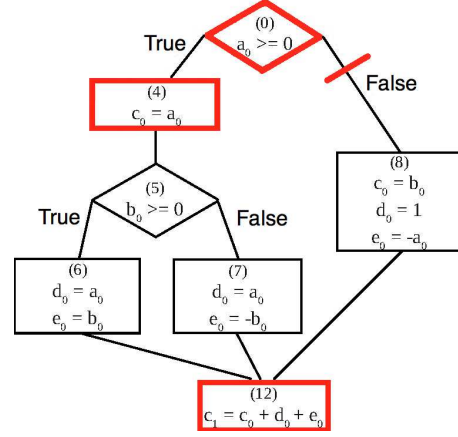 (0)
a₀ >= 0
True
False
(4)
c₀ = a₀
(5)
b₀ >= 0
True
False
(8)
c₀ = b₀
d₀ = 1
e₀ = -a₀
(6)
d₀ = a₀
e₀ = b₀
(7)
d₀ = a₀
e₀ = -b₀
(12)
c₁ = c₀ + d₀ + e₀